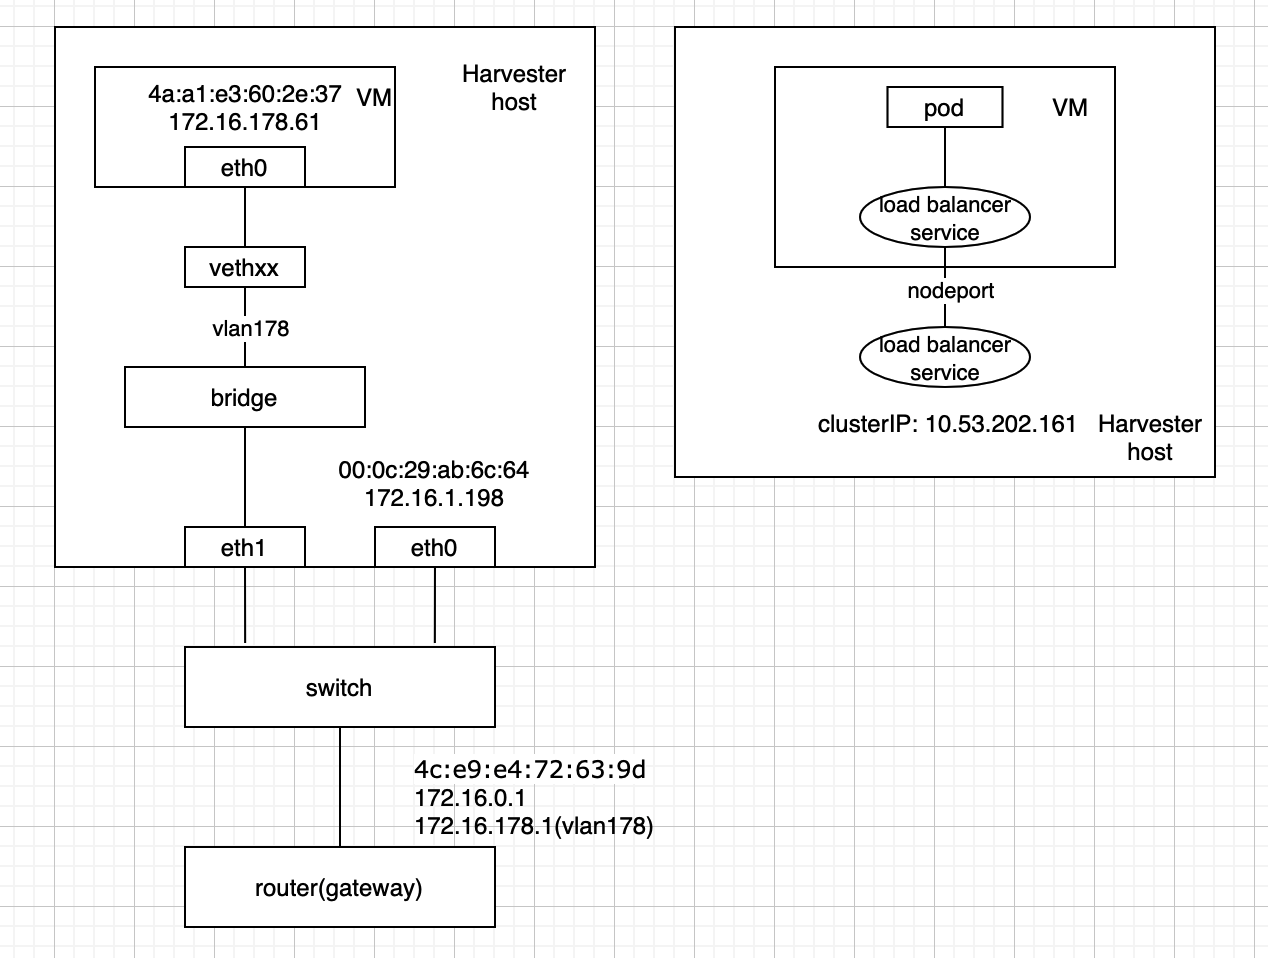 Harvester
host
4a:a1:e3:60:2e:37
VM
172.16.178.61
eth0
vethxx
vlan178
bridge
00:0c:29:ab:6c:64
172.16.1.198
eth1
eth0
switch
4c:e9:e4:72:63:9d
172.16.0.1
172.16.178.1(vlan178)
router(gateway)
pod
VM
load balancer
service
nodeport
load balancer
service
clusterIP: 10.53.202.161
Harvester
host